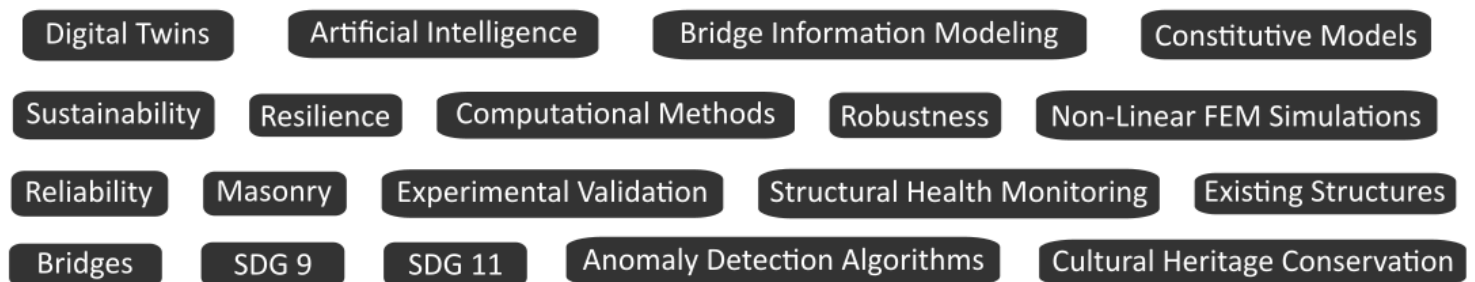 Digital Twins Artificial Intelligence Bridge Information Modeling Constitutive Models
Sustainability Resilience Computational Methods Robustness Non-Linear FEM Simulations
Reliability Masonry Experimental Validation Structural Health Monitoring Existing Structures
Bridges SDG 9 SDG 11 Anomaly Detection Algorithms Cultural Heritage Conservation